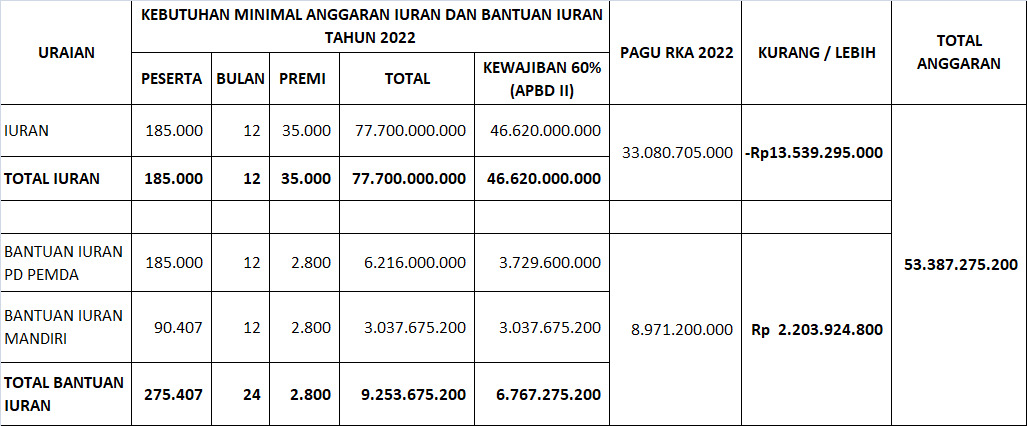 URAIAN
KEBUTUHAN MINIMAL ANGGARAN IURAN DAN BANTUAN IURAN
TAHUN 2022
PAGU RKA 2022
KURANG / LEBIH
TOTAL
ANGGARAN
PESERTA
BULAN
PREMI
TOTAL
KEWAJIBAN 60%
(APBD II)
IURAN
185.000
12
35.000
77.700.000.000
46.620.000.000
33.080.705.000
-Rp13.539.295.000
TOTAL IURAN
185.000
12
35.000
77.700.000.000
46.620.000.000
53.387.275.200
BANTUAN IURAN
PD PEMDA
185.000
12
2.800
6.216.000.000
3.729.600.000
BANTUAN IURAN
MANDIRI
90.407
12
2.800
3.037.675.200
3.037.675.200
8.971.200.000
Rp 2.203.924.800
TOTAL BANTUAN
IURAN
275.407
24
2.800
9.253.675.200
6.767.275.200